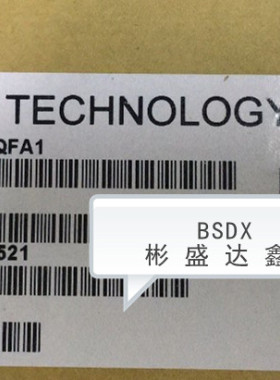 TECHNOLOGY
QFA1
521
BSDX
彬盛达鑫